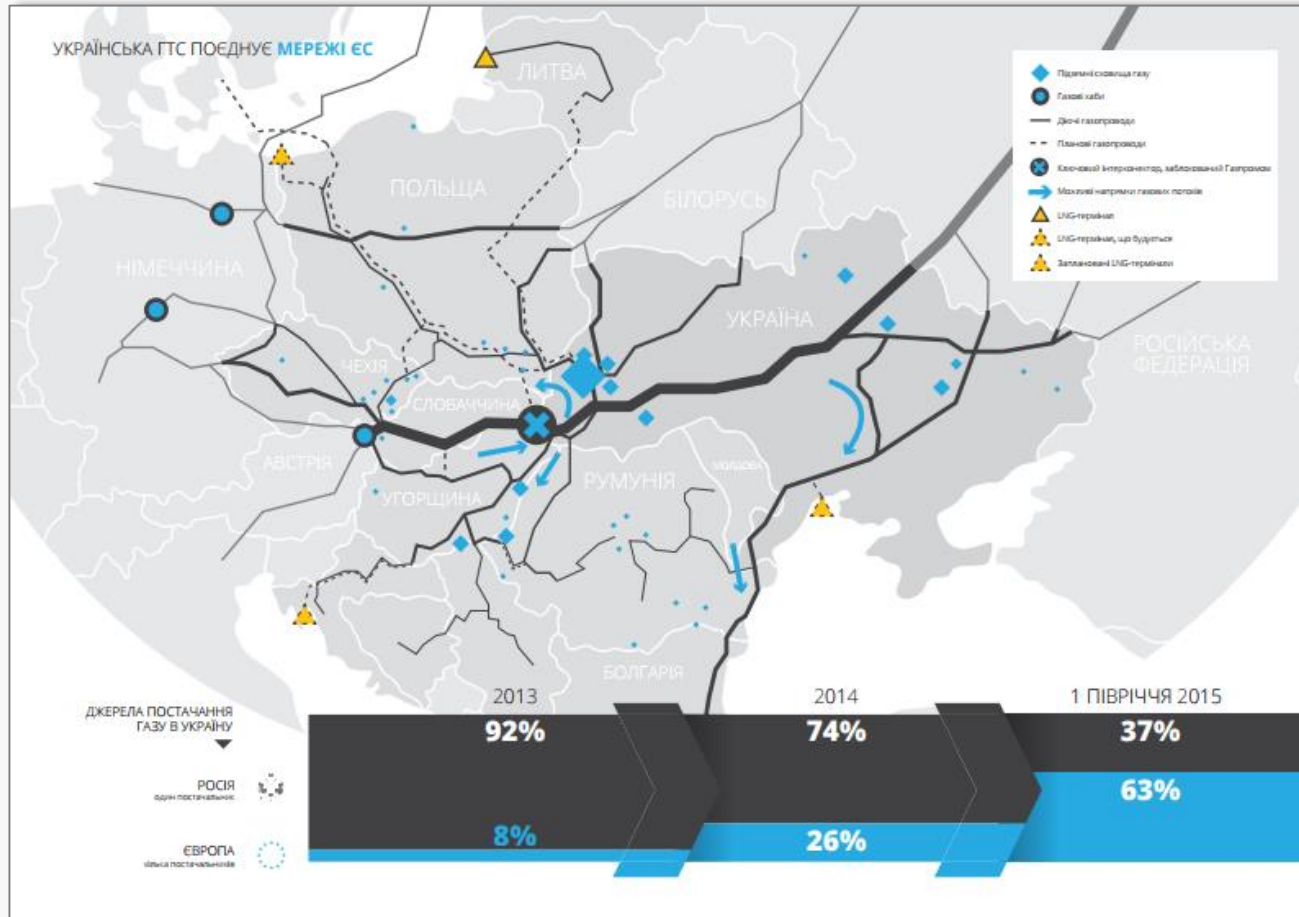 УКРАЇНСЬКА ГТС ПОЄДНУЄ МЕРЕЖІ ЄС
Підземні сховища газу
Газові хаби
Діючі газопроводи
Планові газопроводи
Ключовий інтерконектор, заблокований Газпромом
Можливі напрямки газових потоків
LNG-термінал
LNG-термінал, що будується
Заплановані LNG-термінали
ЛИТВА
ПОЛЬЩА
БІЛОРУСЬ
НІМЕЧЧИНА
УКРАЇНА
РОСІЙСЬКА
ФЕДЕРАЦІЯ
ЧЕХІЯ
СЛОВАЧЧИНА
АВСТРІЯ
УГОРЩИНА
РУМУНІЯ
МОЛДОВА
БОЛГАРІЯ
ДЖЕРЕЛА ПОСТАЧАННЯ
ГАЗУ В УКРАЇНУ
2013
2014
1 ПІВРІЧЧЯ 2015
РОСІЯ
один постачальник
92%
74%
37%
ЄВРОПА
кілька постачальників
8%
26%
63%